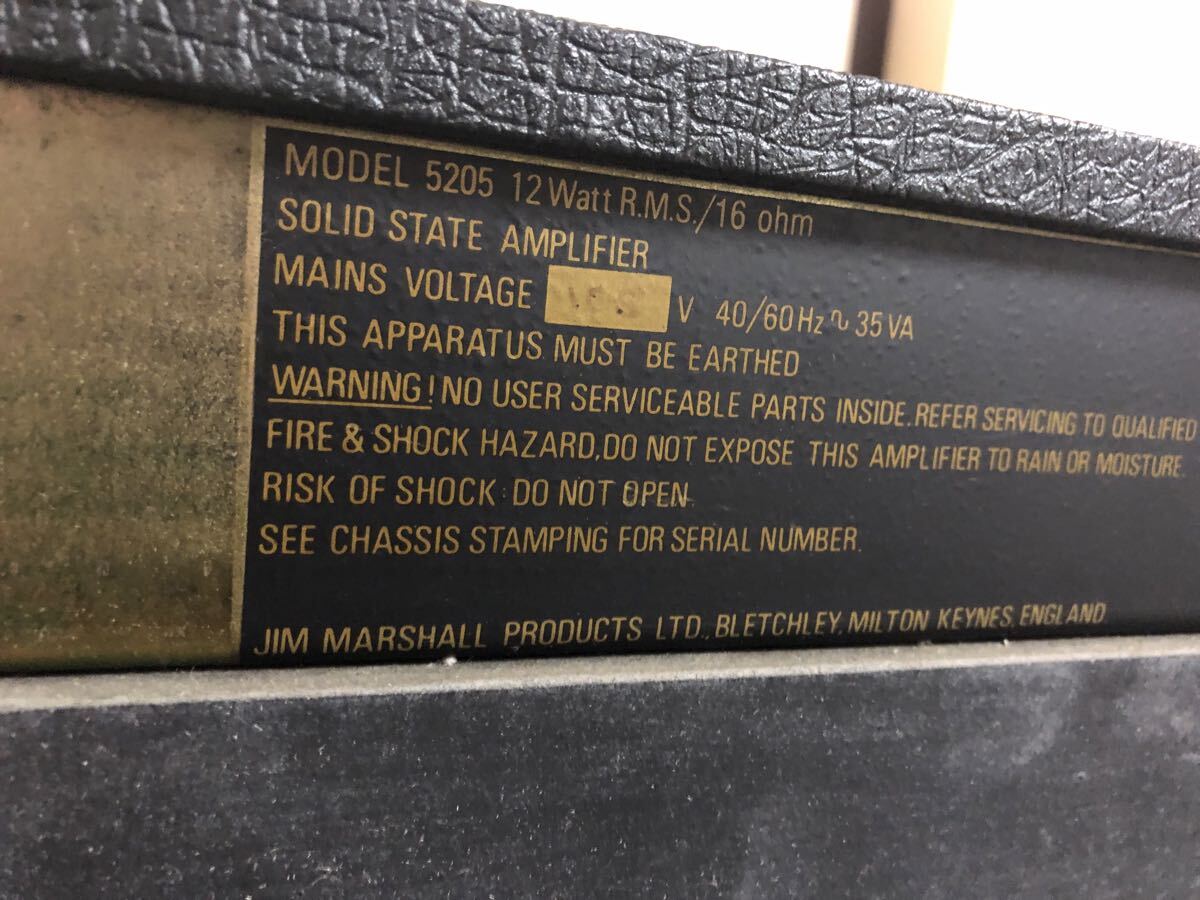 MODEL 5205 12 Watt R.M.S./16 ohm
SOLID STATE AMPLIFIER
MAINS VOLTAGE V 40/60 Hz ∿ 35 VA
THIS APPARATUS MUST BE EARTHED
WARNING! NO USER SERVICEABLE PARTS INSIDE. REFER SERVICING TO QUALIFIED
FIRE & SHOCK HAZARD, DO NOT EXPOSE THIS AMPLIFIER TO RAIN OR MOISTURE.
RISK OF SHOCK: DO NOT OPEN.
SEE CHASSIS STAMPING FOR SERIAL NUMBER.
JIM MARSHALL PRODUCTS LTD., BLETCHLEY, MILTON KEYNES, ENGLAND